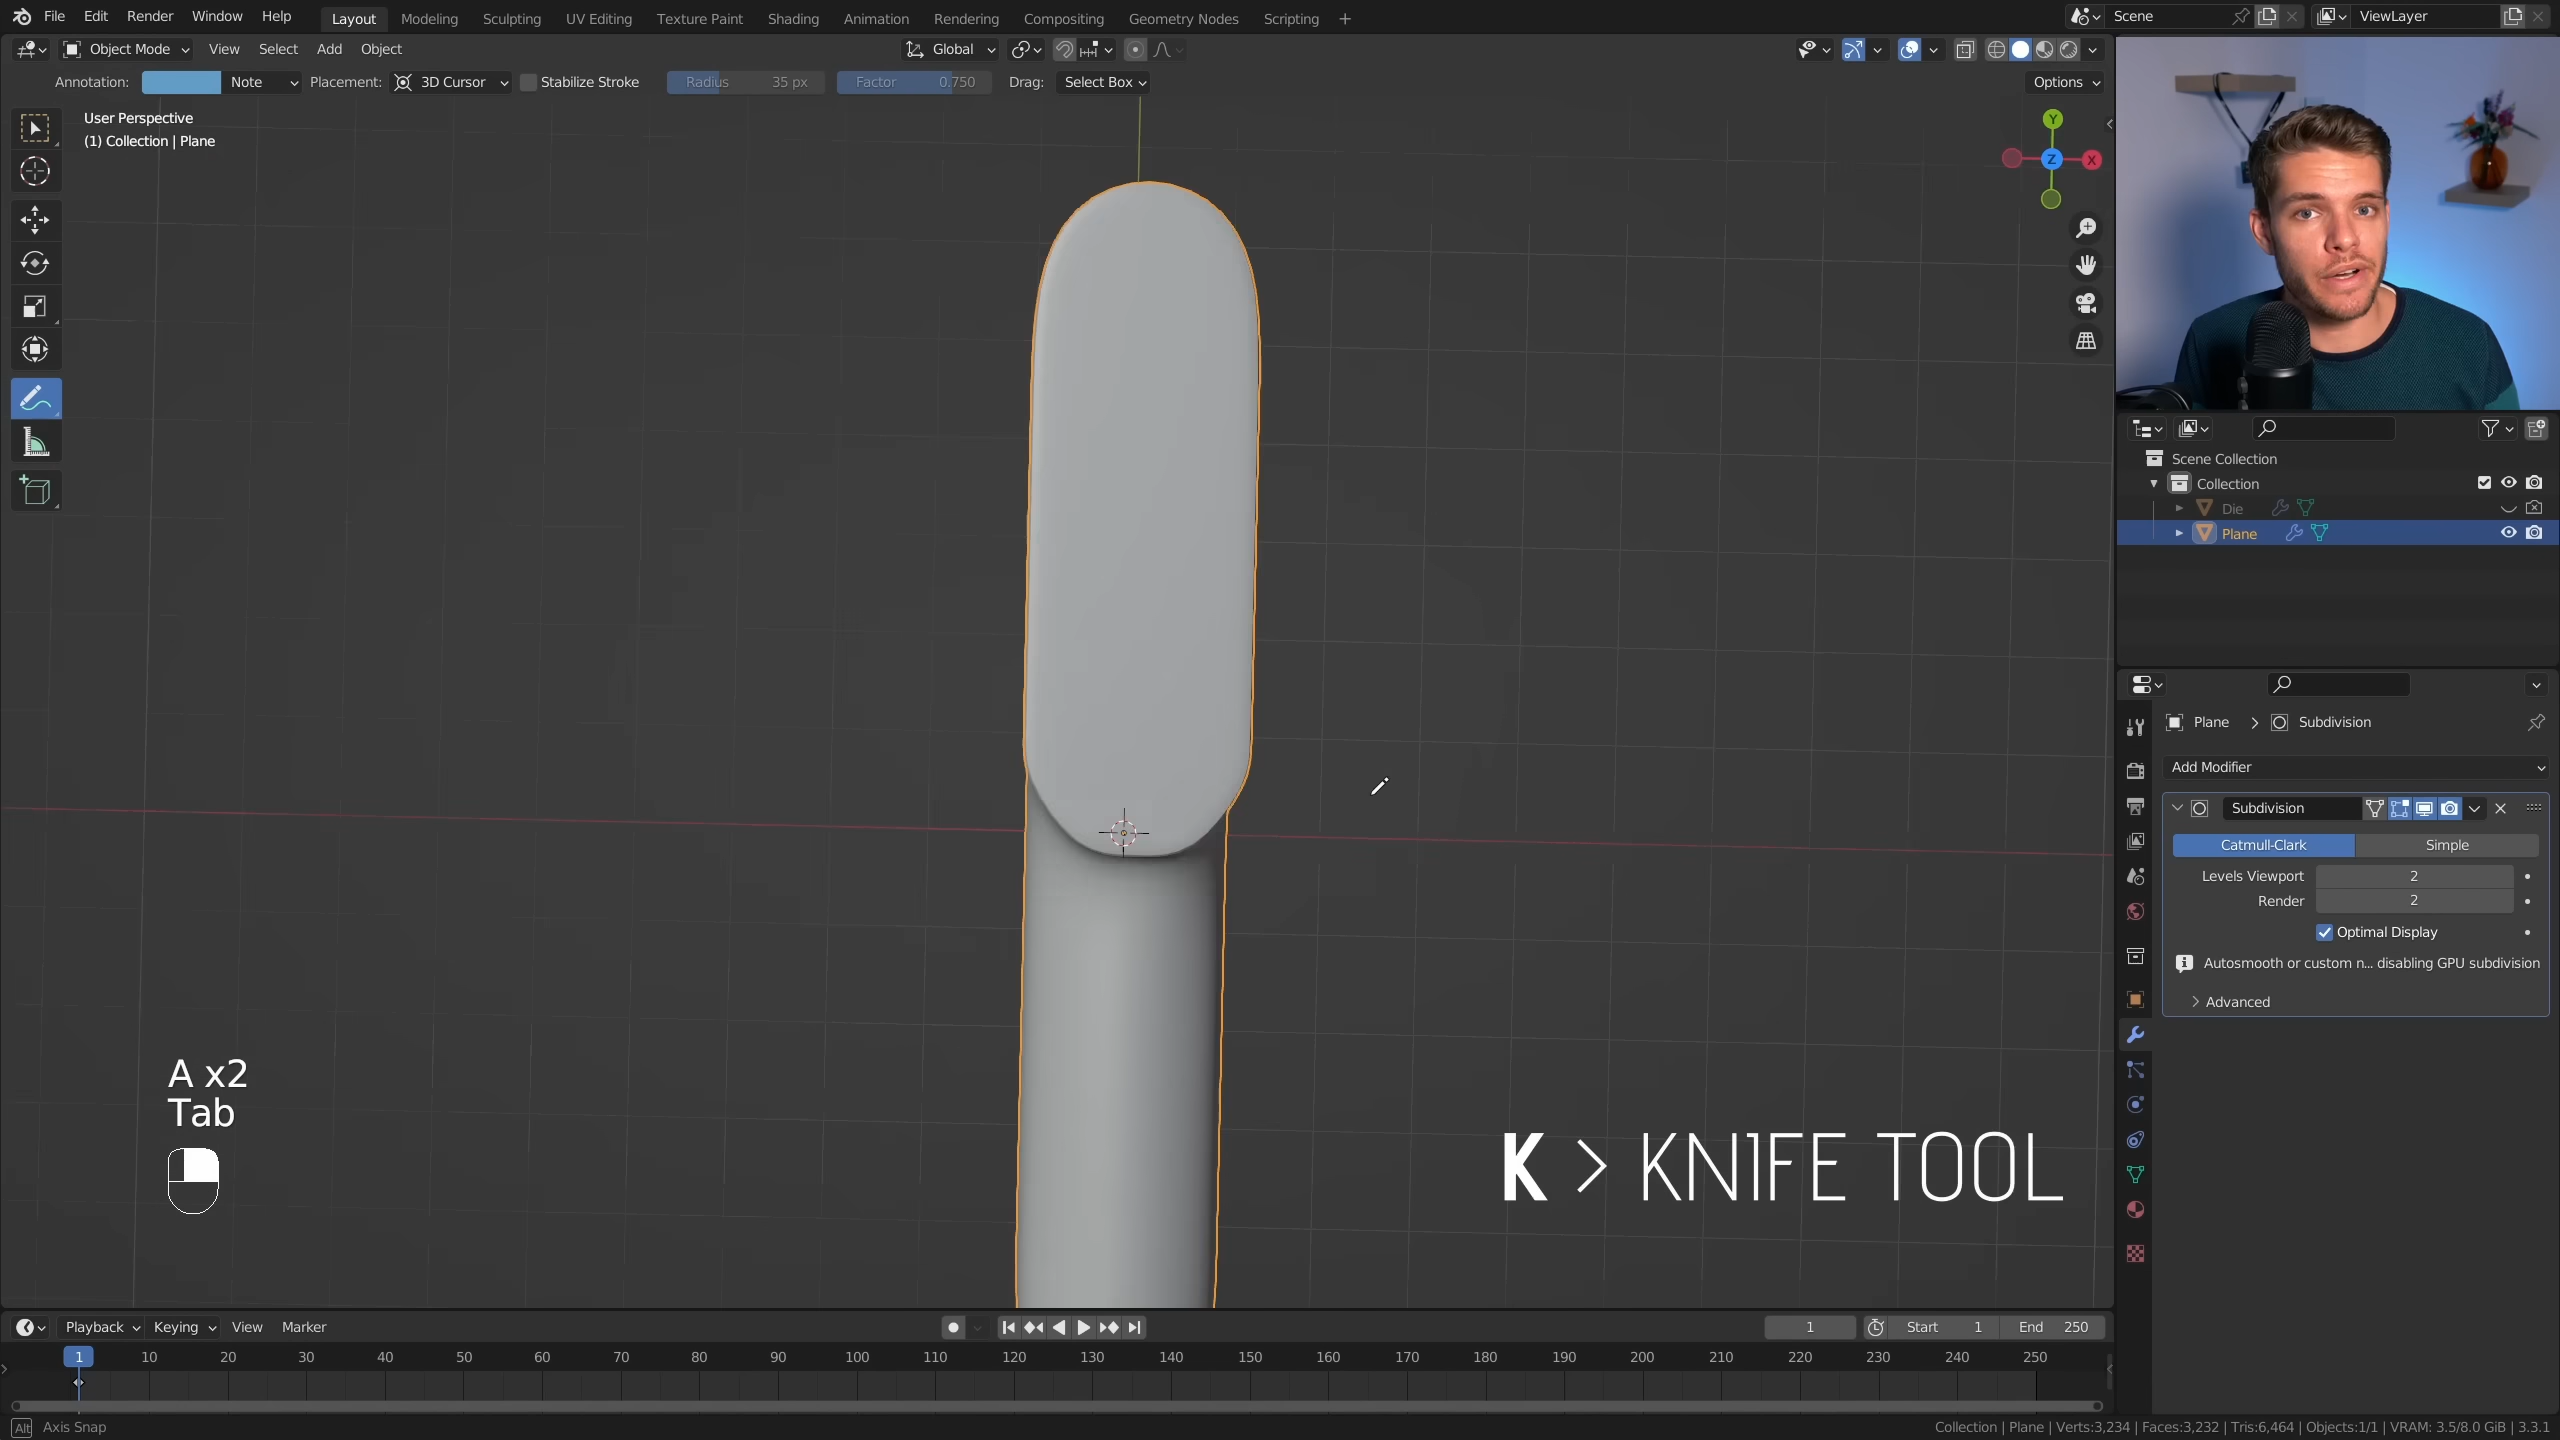 File Edit Render Window Help Layout Modeling Sculpting UV Editing Texture Paint Shading Animation Rendering Compositing Geometry Nodes Scripting + Scene ViewLayer
Object Mode View Select Add Object Global
Annotation: Note Placement: 3D Cursor Stabilize Stroke Radius 35 px Factor 0.750 Drag: Select Box Options
User Perspective
(1) Collection | Plane
Y
Z X
Scene Collection
Collection
Die
Plane
Plane > Subdivision
Add Modifier
Subdivision
Catmull-Clark Simple
Levels Viewport 2
Render 2
Optimal Display
Autosmooth or custom n... disabling GPU subdivision
> Advanced
A x2
Tab
K > KNIFE TOOL
Playback Keying View Marker 1 Start 1 End 250
1 10 20 30 40 50 60 70 80 90 100 110 120 130 140 150 160 170 180 190 200 210 220 230 240 250
Alt Axis Snap Collection | Plane | Verts:3,234 | Faces:3,232 | Tris:6,464 | Objects:1/1 | VRAM: 3.5/8.0 GiB | 3.3.1